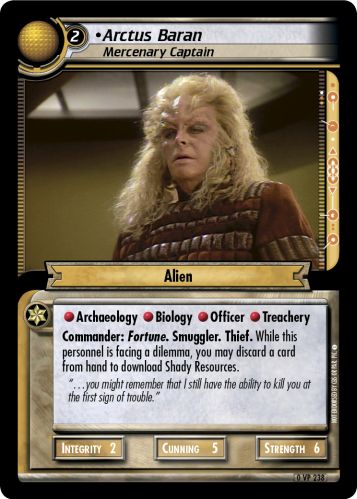 2 •Arctus Baran
Mercenary Captain
Alien
Archaeology Biology Officer Treachery
Commander: Fortune. Smuggler. Thief. While this
personnel is facing a dilemma, you may discard a card
from hand to download Shady Resources.
"…you might remember that I still have the ability to kill you at
the first sign of trouble."
INTEGRITY 2 CUNNING 5 STRENGTH 6
0 VP 238